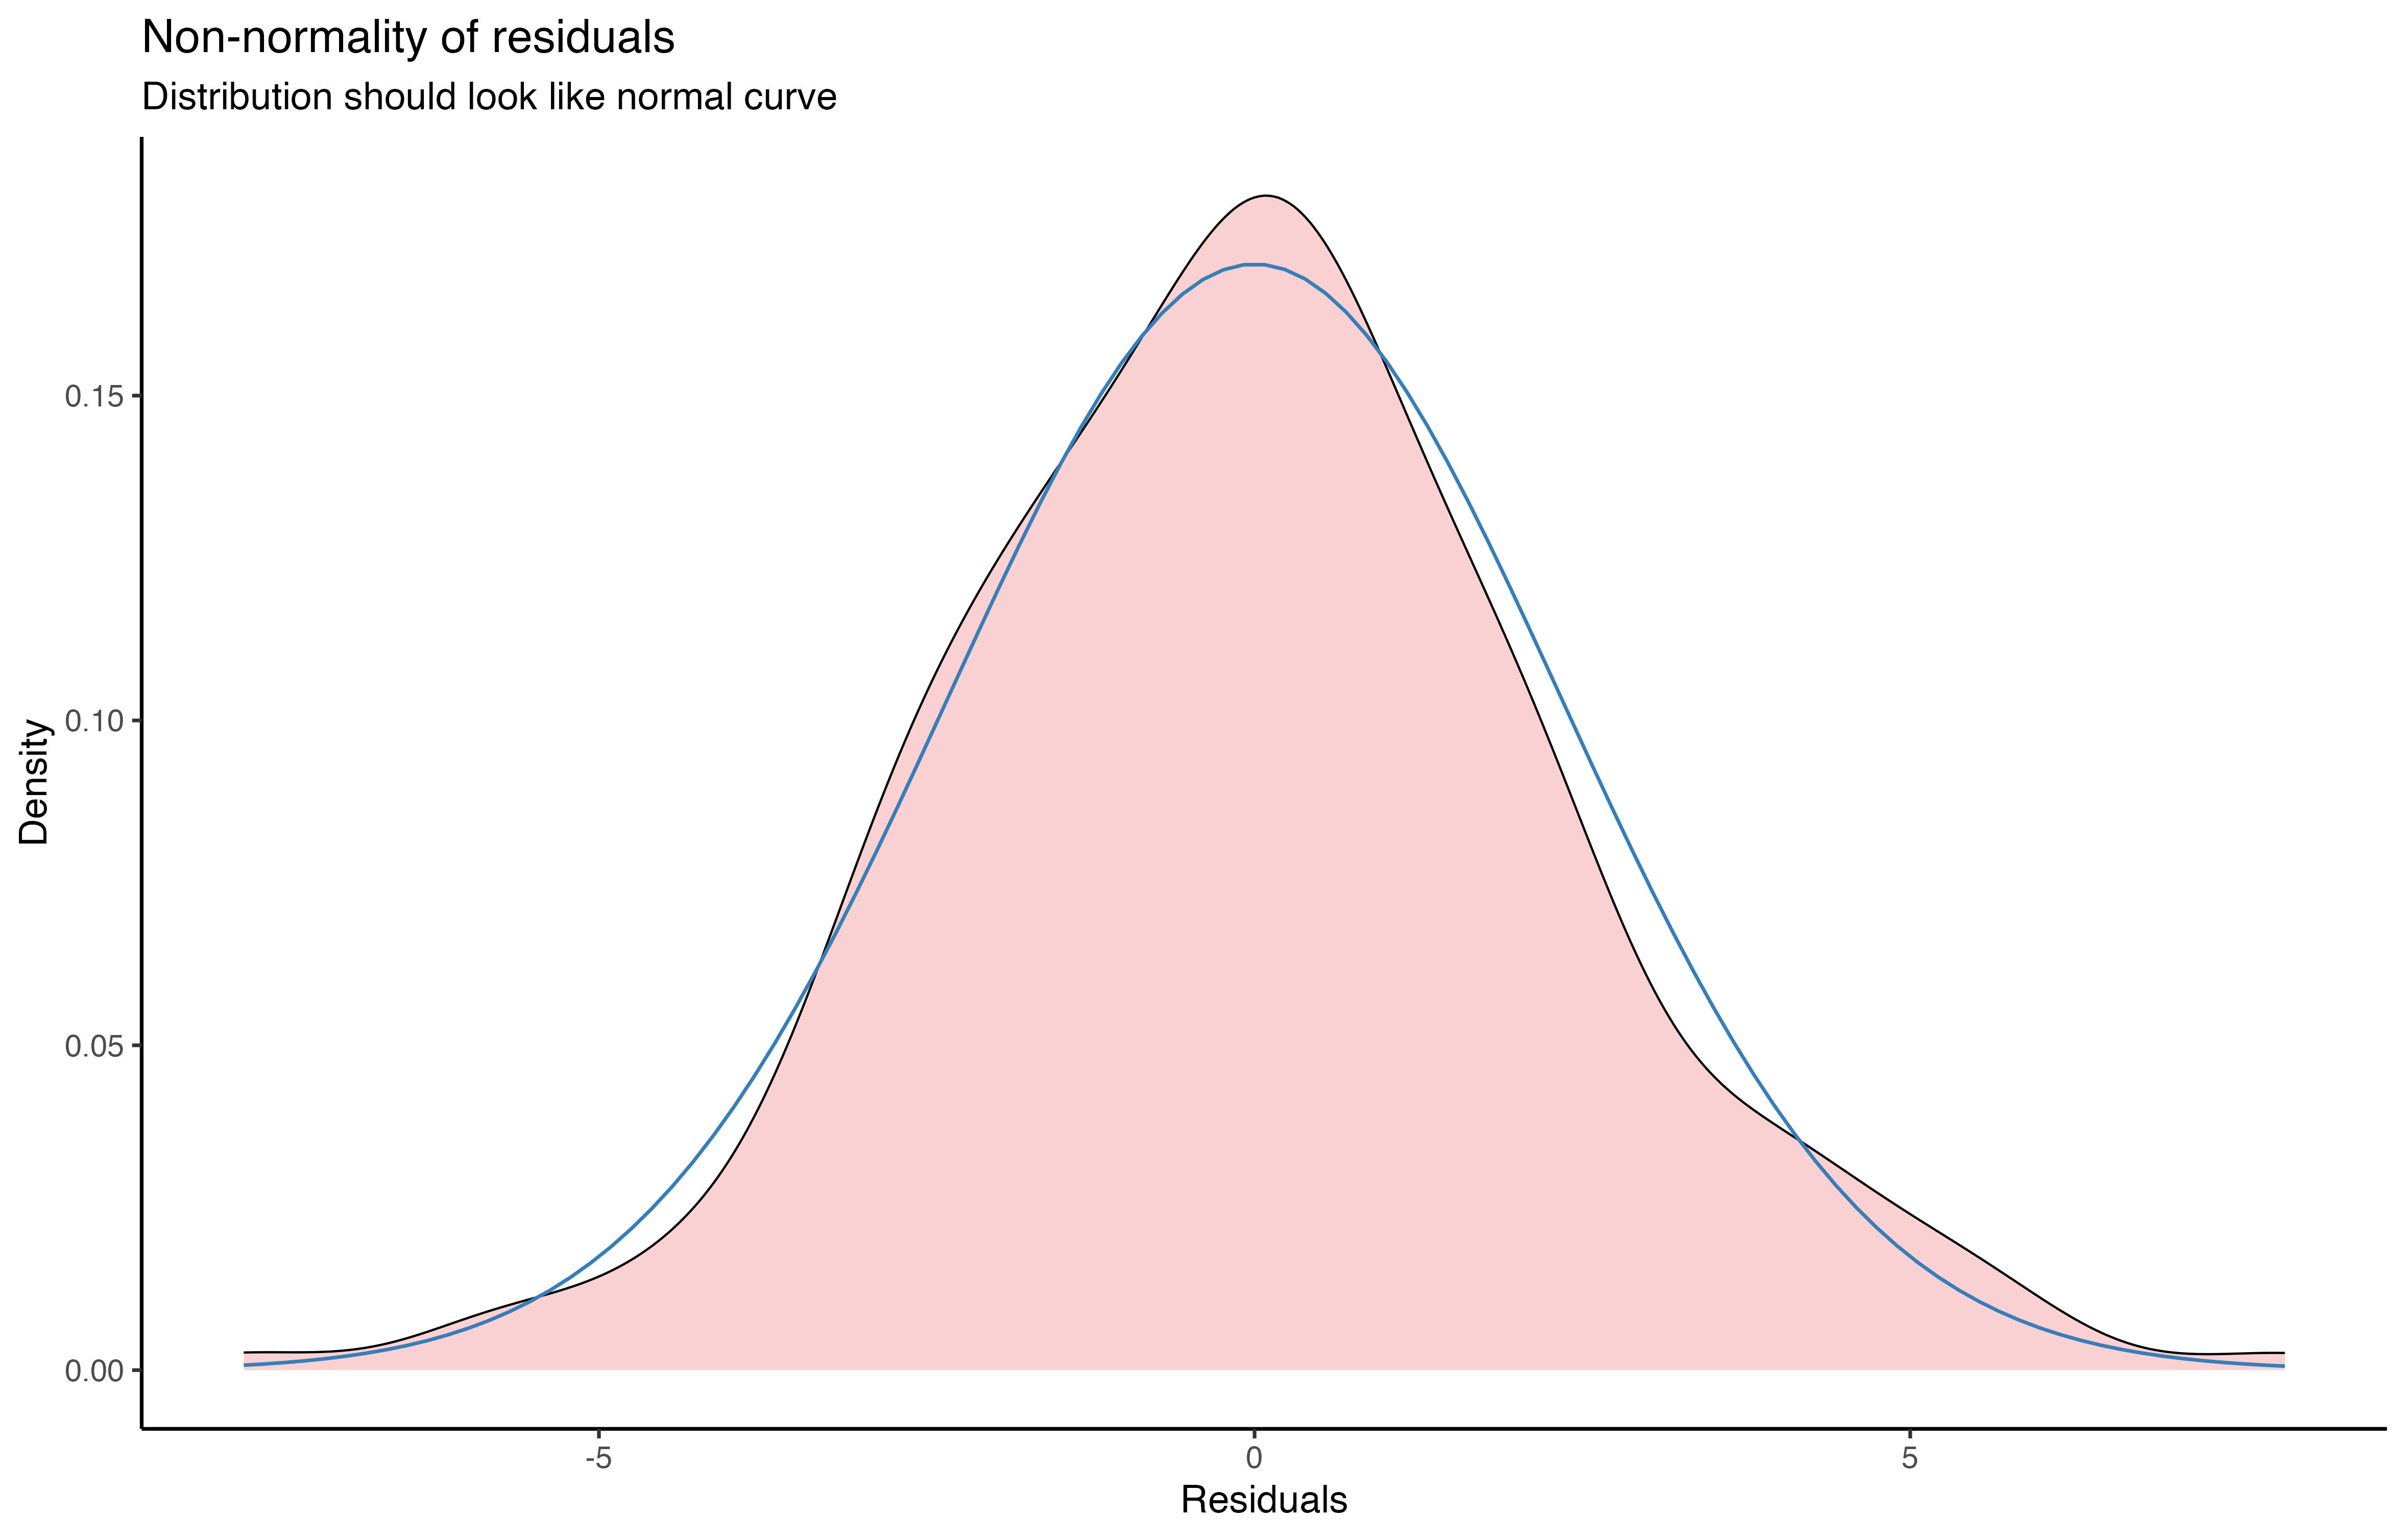 Non-normality of residuals
Distribution should look like normal curve
Density
0.15
0.10
0.05
0.00
-5
0
5
Residuals